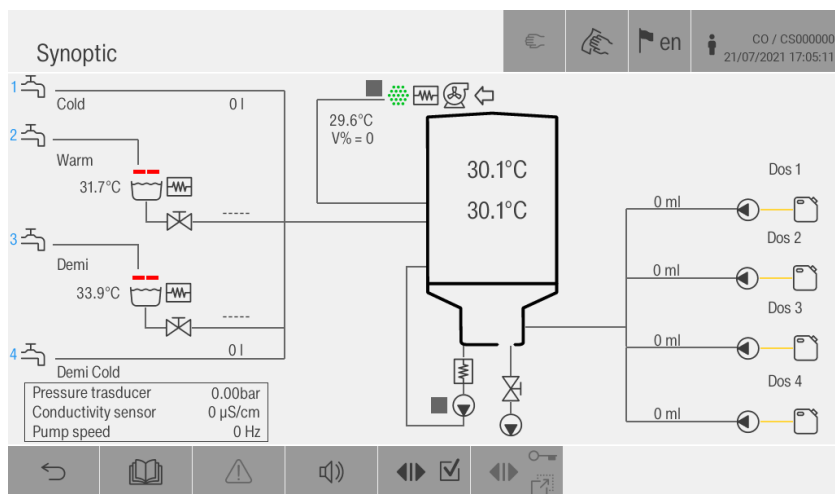 Synoptic
en
CO / CS000000
21/07/2021 17:05:11
1
Cold
0 l
29.6°C
V% = 0
2
Warm
31.7°C
-----
30.1°C
30.1°C
3
Demi
33.9°C
-----
4
Demi Cold
0 l
Pressure trasducer 0.00bar
Conductivity sensor 0 µS/cm
Pump speed 0 Hz
Dos 1
0 ml
Dos 2
0 ml
Dos 3
0 ml
Dos 4
0 ml